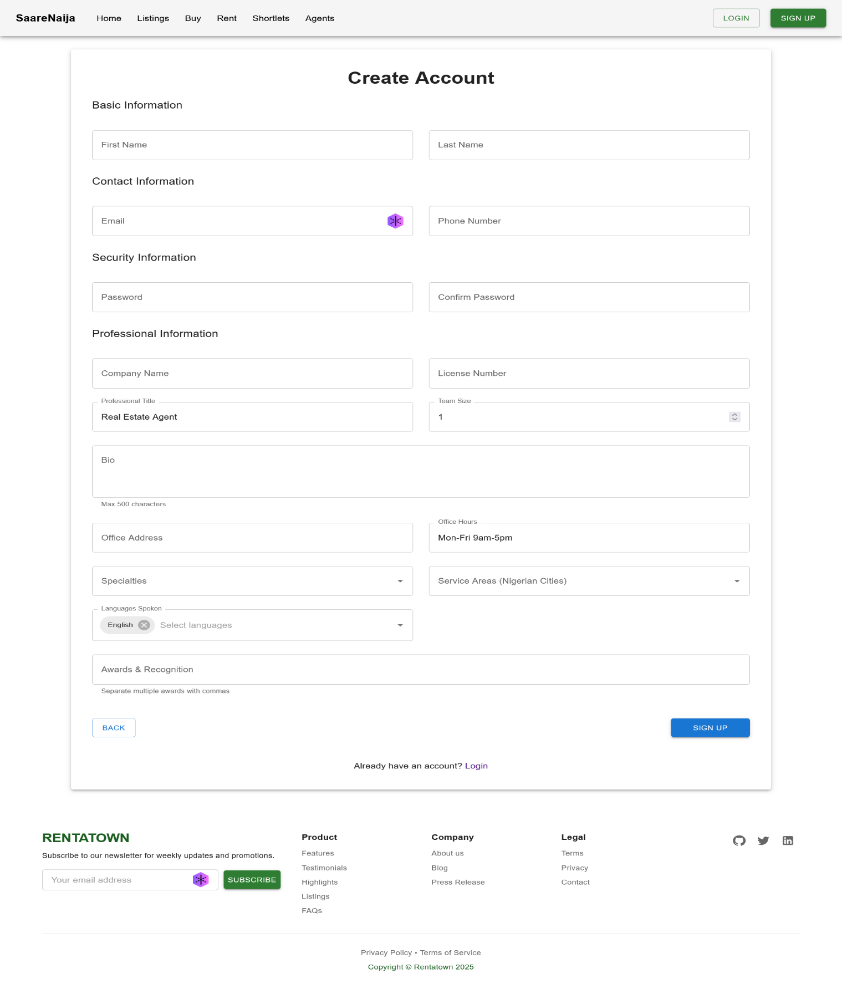 SaareNaija Home Listings Buy Rent Shortlets Agents LOGIN SIGN UP
Create Account
Basic Information
First Name Last Name
Contact Information
Email Phone Number
Security Information
Password Confirm Password
Professional Information
Company Name License Number
Professional Title Team Size
Real Estate Agent 1
Bio
Max 500 characters
Office Address
Office Hours
Mon-Fri 9am-5pm
Specialties Service Areas (Nigerian Cities)
Languages Spoken
English Select languages
Awards & Recognition
Separate multiple awards with commas
BACK SIGN UP
Already have an account? Login
RENTATOWN
Subscribe to our newsletter for weekly updates and promotions.
Your email address SUBSCRIBE
Product
Features
Testimonials
Highlights
Listings
FAQs
Company
About us
Blog
Press Release
Legal
Terms
Privacy
Contact
Privacy Policy • Terms of Service
Copyright © Rentatown 2025